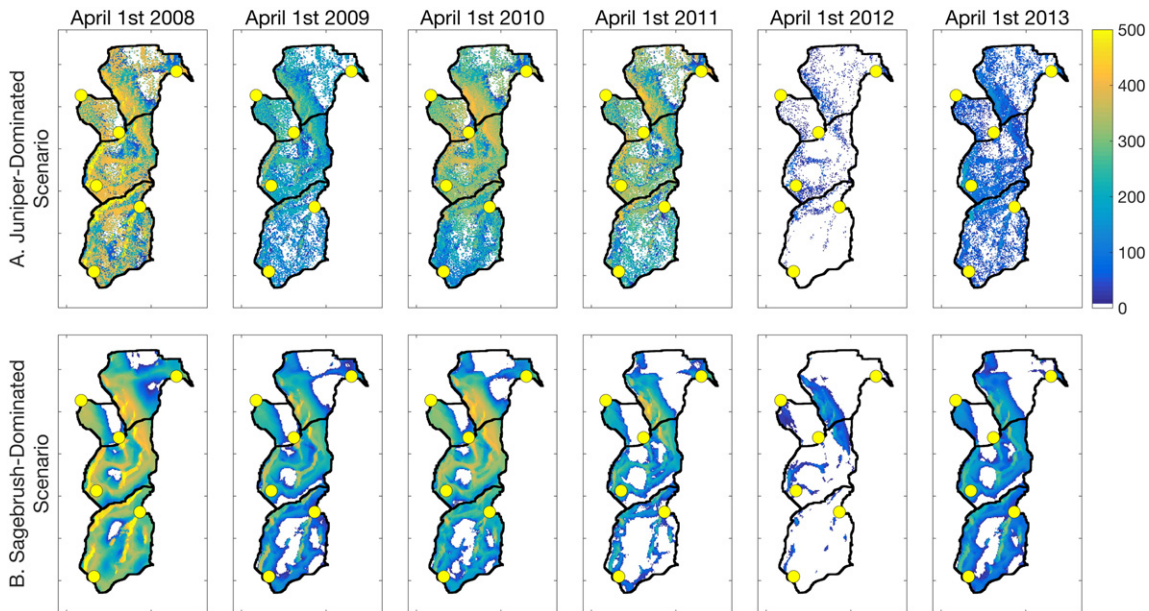 April 1st 2008 April 1st 2009 April 1st 2010 April 1st 2011 April 1st 2012 April 1st 2013
A. Juniper-Dominated
Scenario
500
400
300
200
100
0
B. Sagebrush-Dominated
Scenario